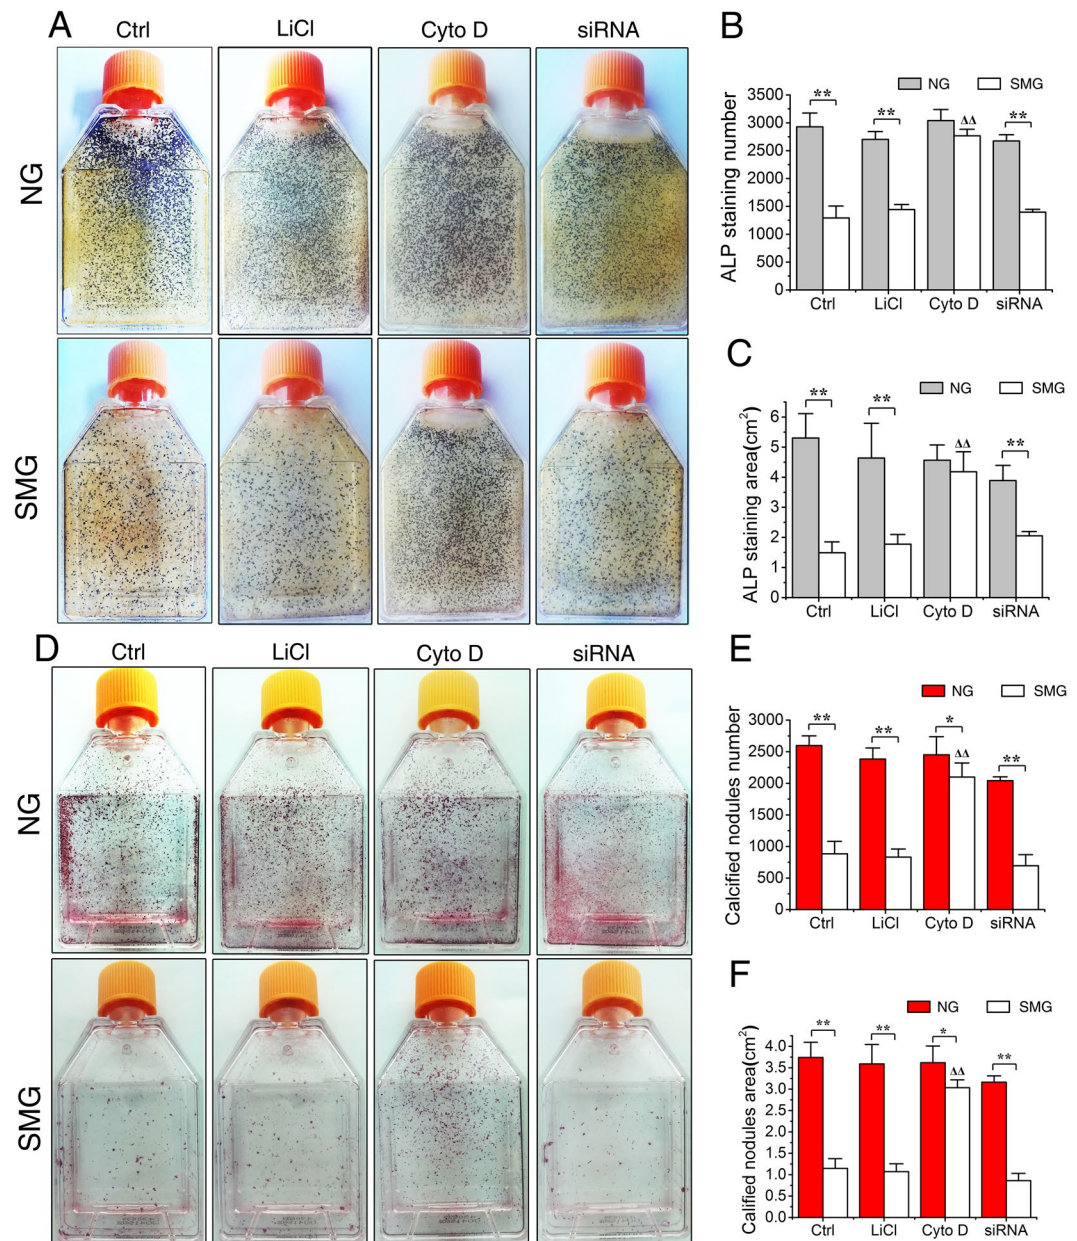 A
Ctrl
LiCl
Cyto D
siRNA
NG
SMG
B
NG
SMG
ALP staining number
3500
3000
2500
2000
1500
1000
500
0
**
**
ΔΔ
**
Ctrl
LiCl
Cyto D
siRNA
C
NG
SMG
ALP staining area(cm²)
6
5
4
3
2
1
0
**
**
ΔΔ
**
Ctrl
LiCl
Cyto D
siRNA
D
Ctrl
LiCl
Cyto D
siRNA
NG
SMG
E
NG
SMG
Calcified nodules number
3000
2500
2000
1500
1000
500
0
**
**
*
ΔΔ
**
Ctrl
LiCl
Cyto D
siRNA
F
NG
SMG
Calified nodules area(cm²)
4.0
3.5
3.0
2.5
2.0
1.5
1.0
0.5
0.0
**
**
*
ΔΔ
**
Ctrl
LiCl
Cyto D
siRNA